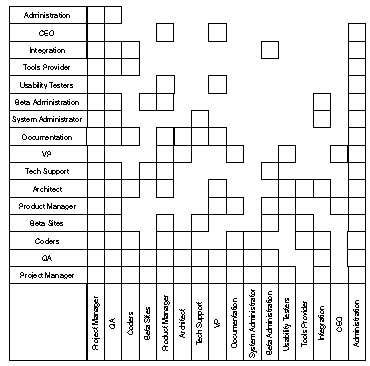 Administration
CEO
Integration
Tools Provider
Usability Testers
Beta Administration
System Administrator
Documentation
VP
Tech Support
Architect
Product Manager
Beta Sites
Coders
QA
Project Manager
Project Manager
QA
Coders
Beta Sites
Product Manager
Architect
Tech Support
VP
Documentation
System Administrator
Beta Administration
Usability Testers
Tools Provider
Integration
CEO
Administration